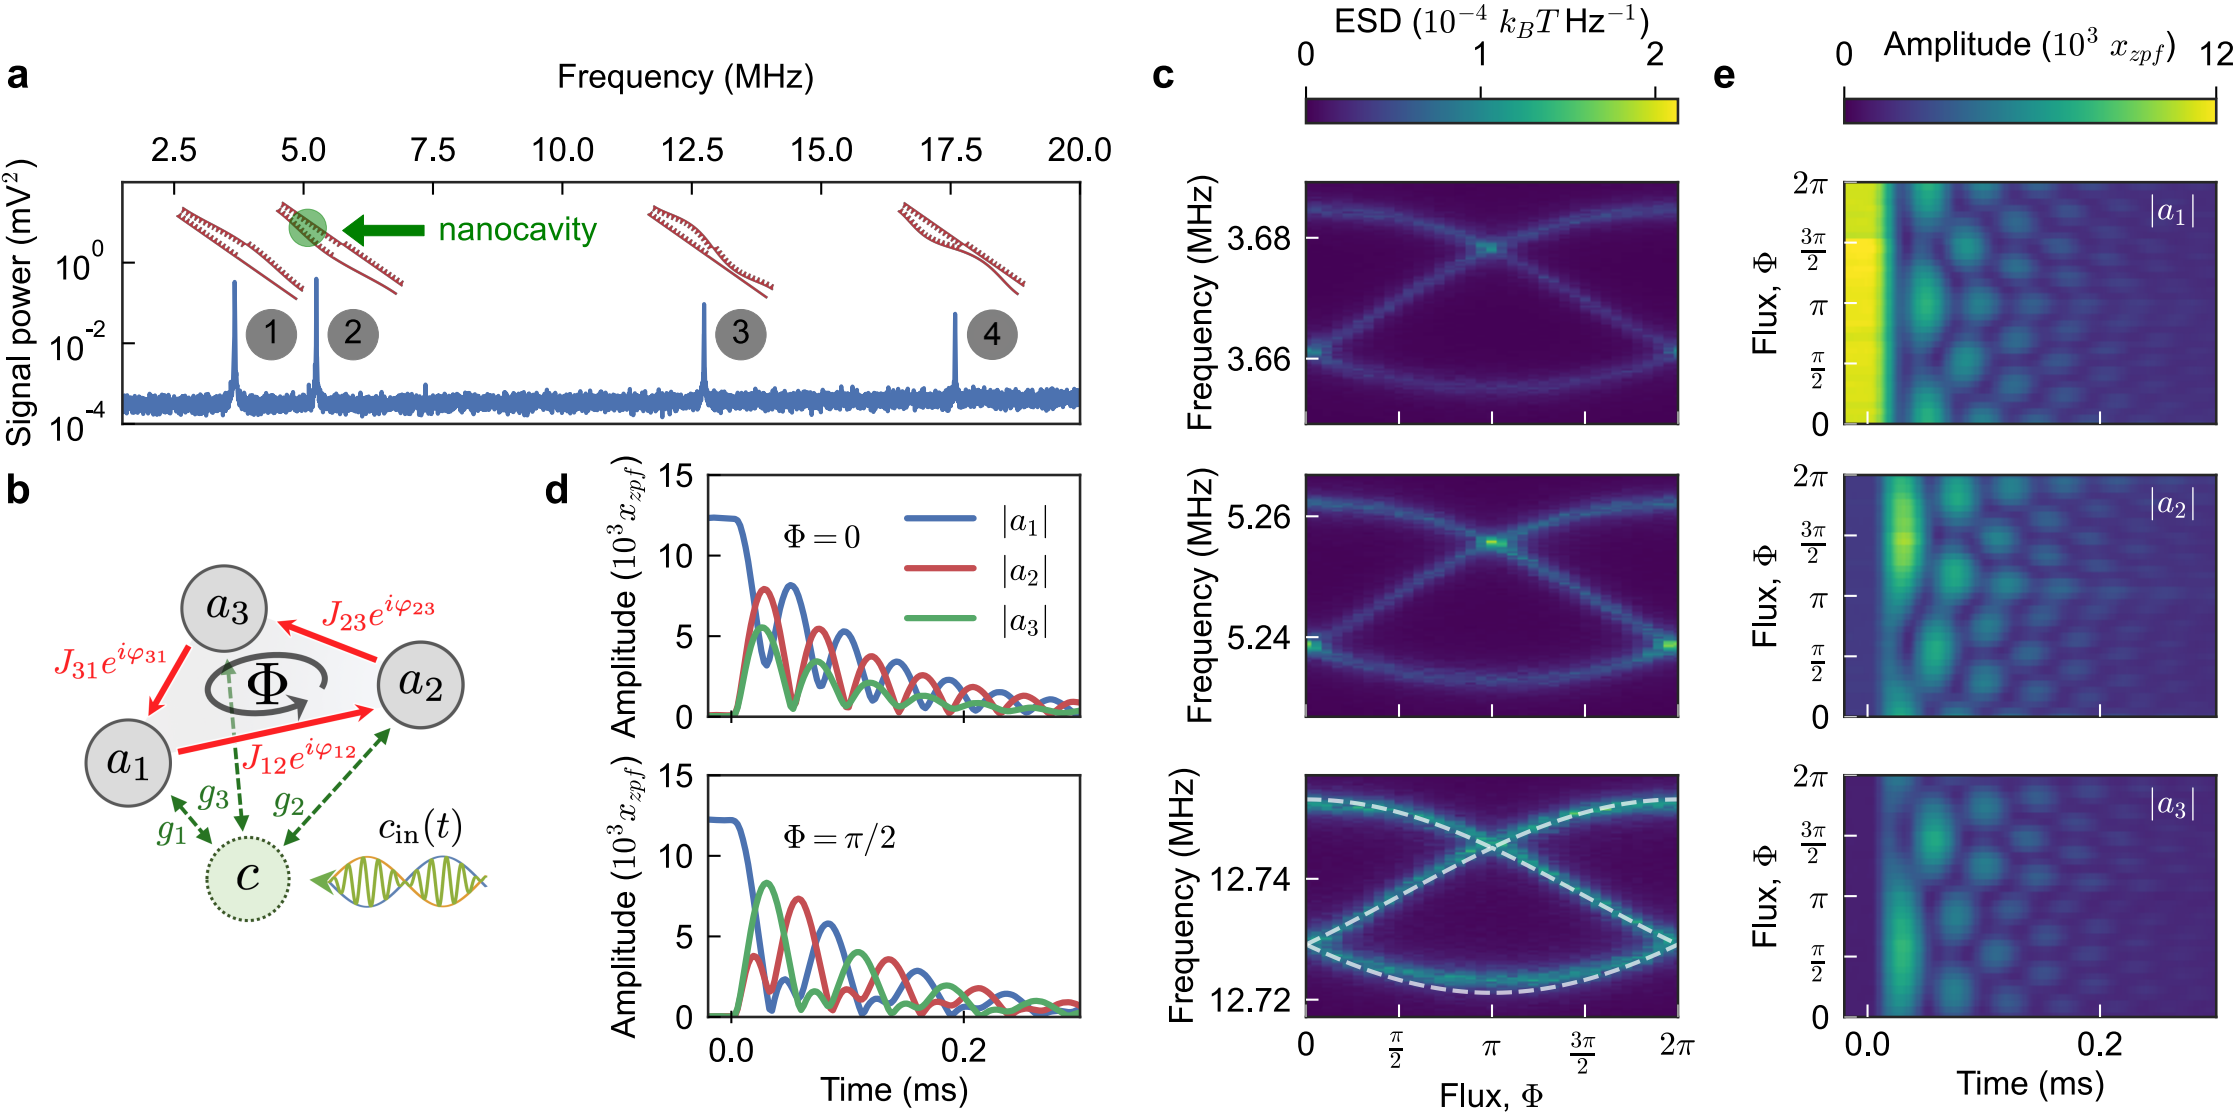 a
Frequency (MHz)
2.5 5.0 7.5 10.0 12.5 15.0 17.5 20.0
Signal power (mV²)
10⁰
10⁻²
10⁻⁴
nanocavity
1 2 3 4
b
a₃
J₂₃e^{iφ₂₃}
J₃₁e^{iφ₃₁}
Φ
a₂
a₁
J₁₂e^{iφ₁₂}
g₃
g₂
g₁
c_in(t)
c
d
Amplitude (10³ x_zpf)
15
10
5
0
Φ = 0
|a₁|
|a₂|
|a₃|
Amplitude (10³ x_zpf)
15
10
5
0
Φ = π/2
0.0 0.2
Time (ms)
c
ESD (10⁻⁴ k_BT Hz⁻¹)
0 1 2
Frequency (MHz)
3.68
3.66
Frequency (MHz)
5.26
5.24
Frequency (MHz)
12.74
12.72
0 π/2 π 3π/2 2π
Flux, Φ
e
Amplitude (10³ x_zpf)
0 12
Flux, Φ
2π
3π/2
π
π/2
0
|a₁|
Flux, Φ
2π
3π/2
π
π/2
0
|a₂|
Flux, Φ
2π
3π/2
π
π/2
0
|a₃|
0.0 0.2
Time (ms)